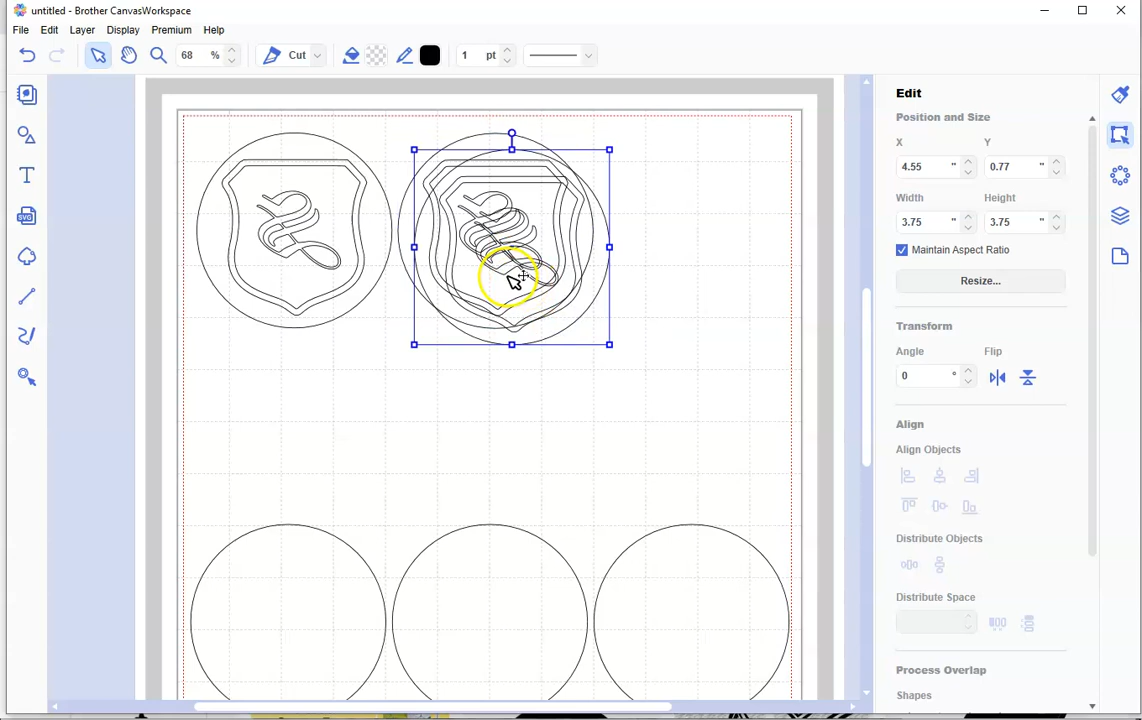 untitled - Brother CanvasWorkspace
File Edit Layer Display Premium Help
68 % Cut 1 pt
Edit
Position and Size
X Y
4.55 " 0.77 "
Width Height
3.75 " 3.75 "
Maintain Aspect Ratio
Resize...
Transform
Angle Flip
0 °
Align
Align Objects
Distribute Objects
Distribute Space
Process Overlap
Shapes
T
SVG